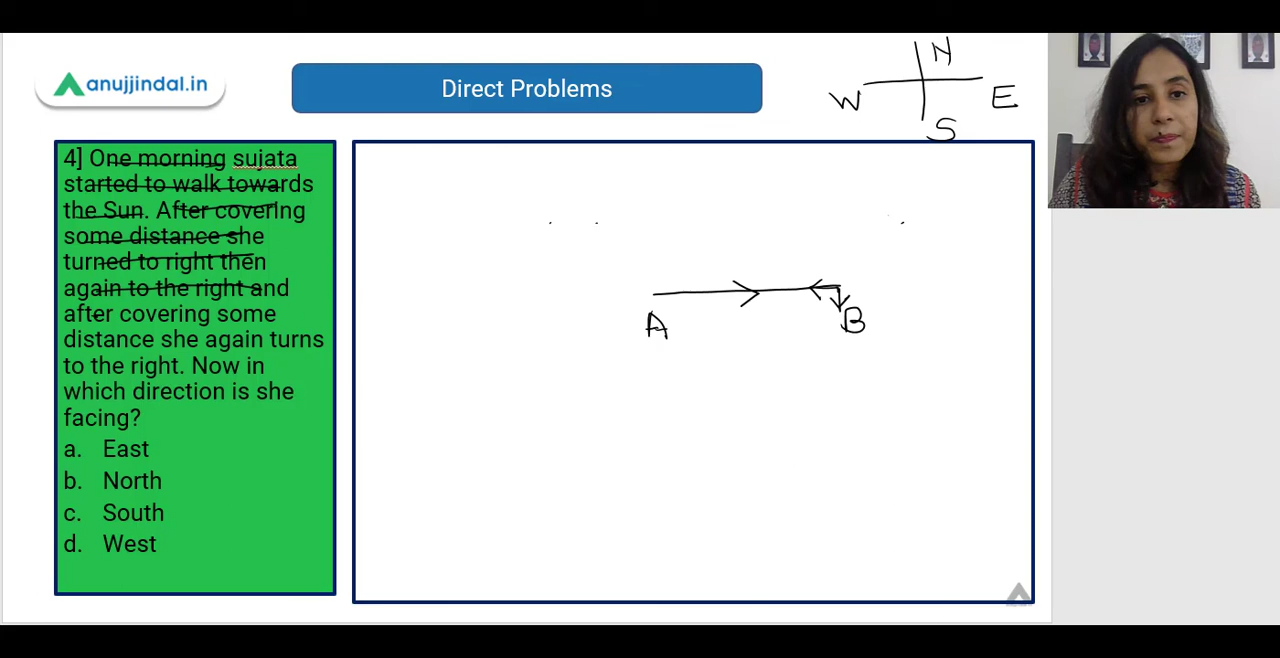 anujjindal.in
Direct Problems
N
W
E
S
4] One morning sujata
started to walk towards
the Sun. After covering
some distance she
turned to right then
again to the right and
after covering some
distance she again turns
to the right. Now in
which direction is she
facing?
a. East
b. North
c. South
d. West
A
B